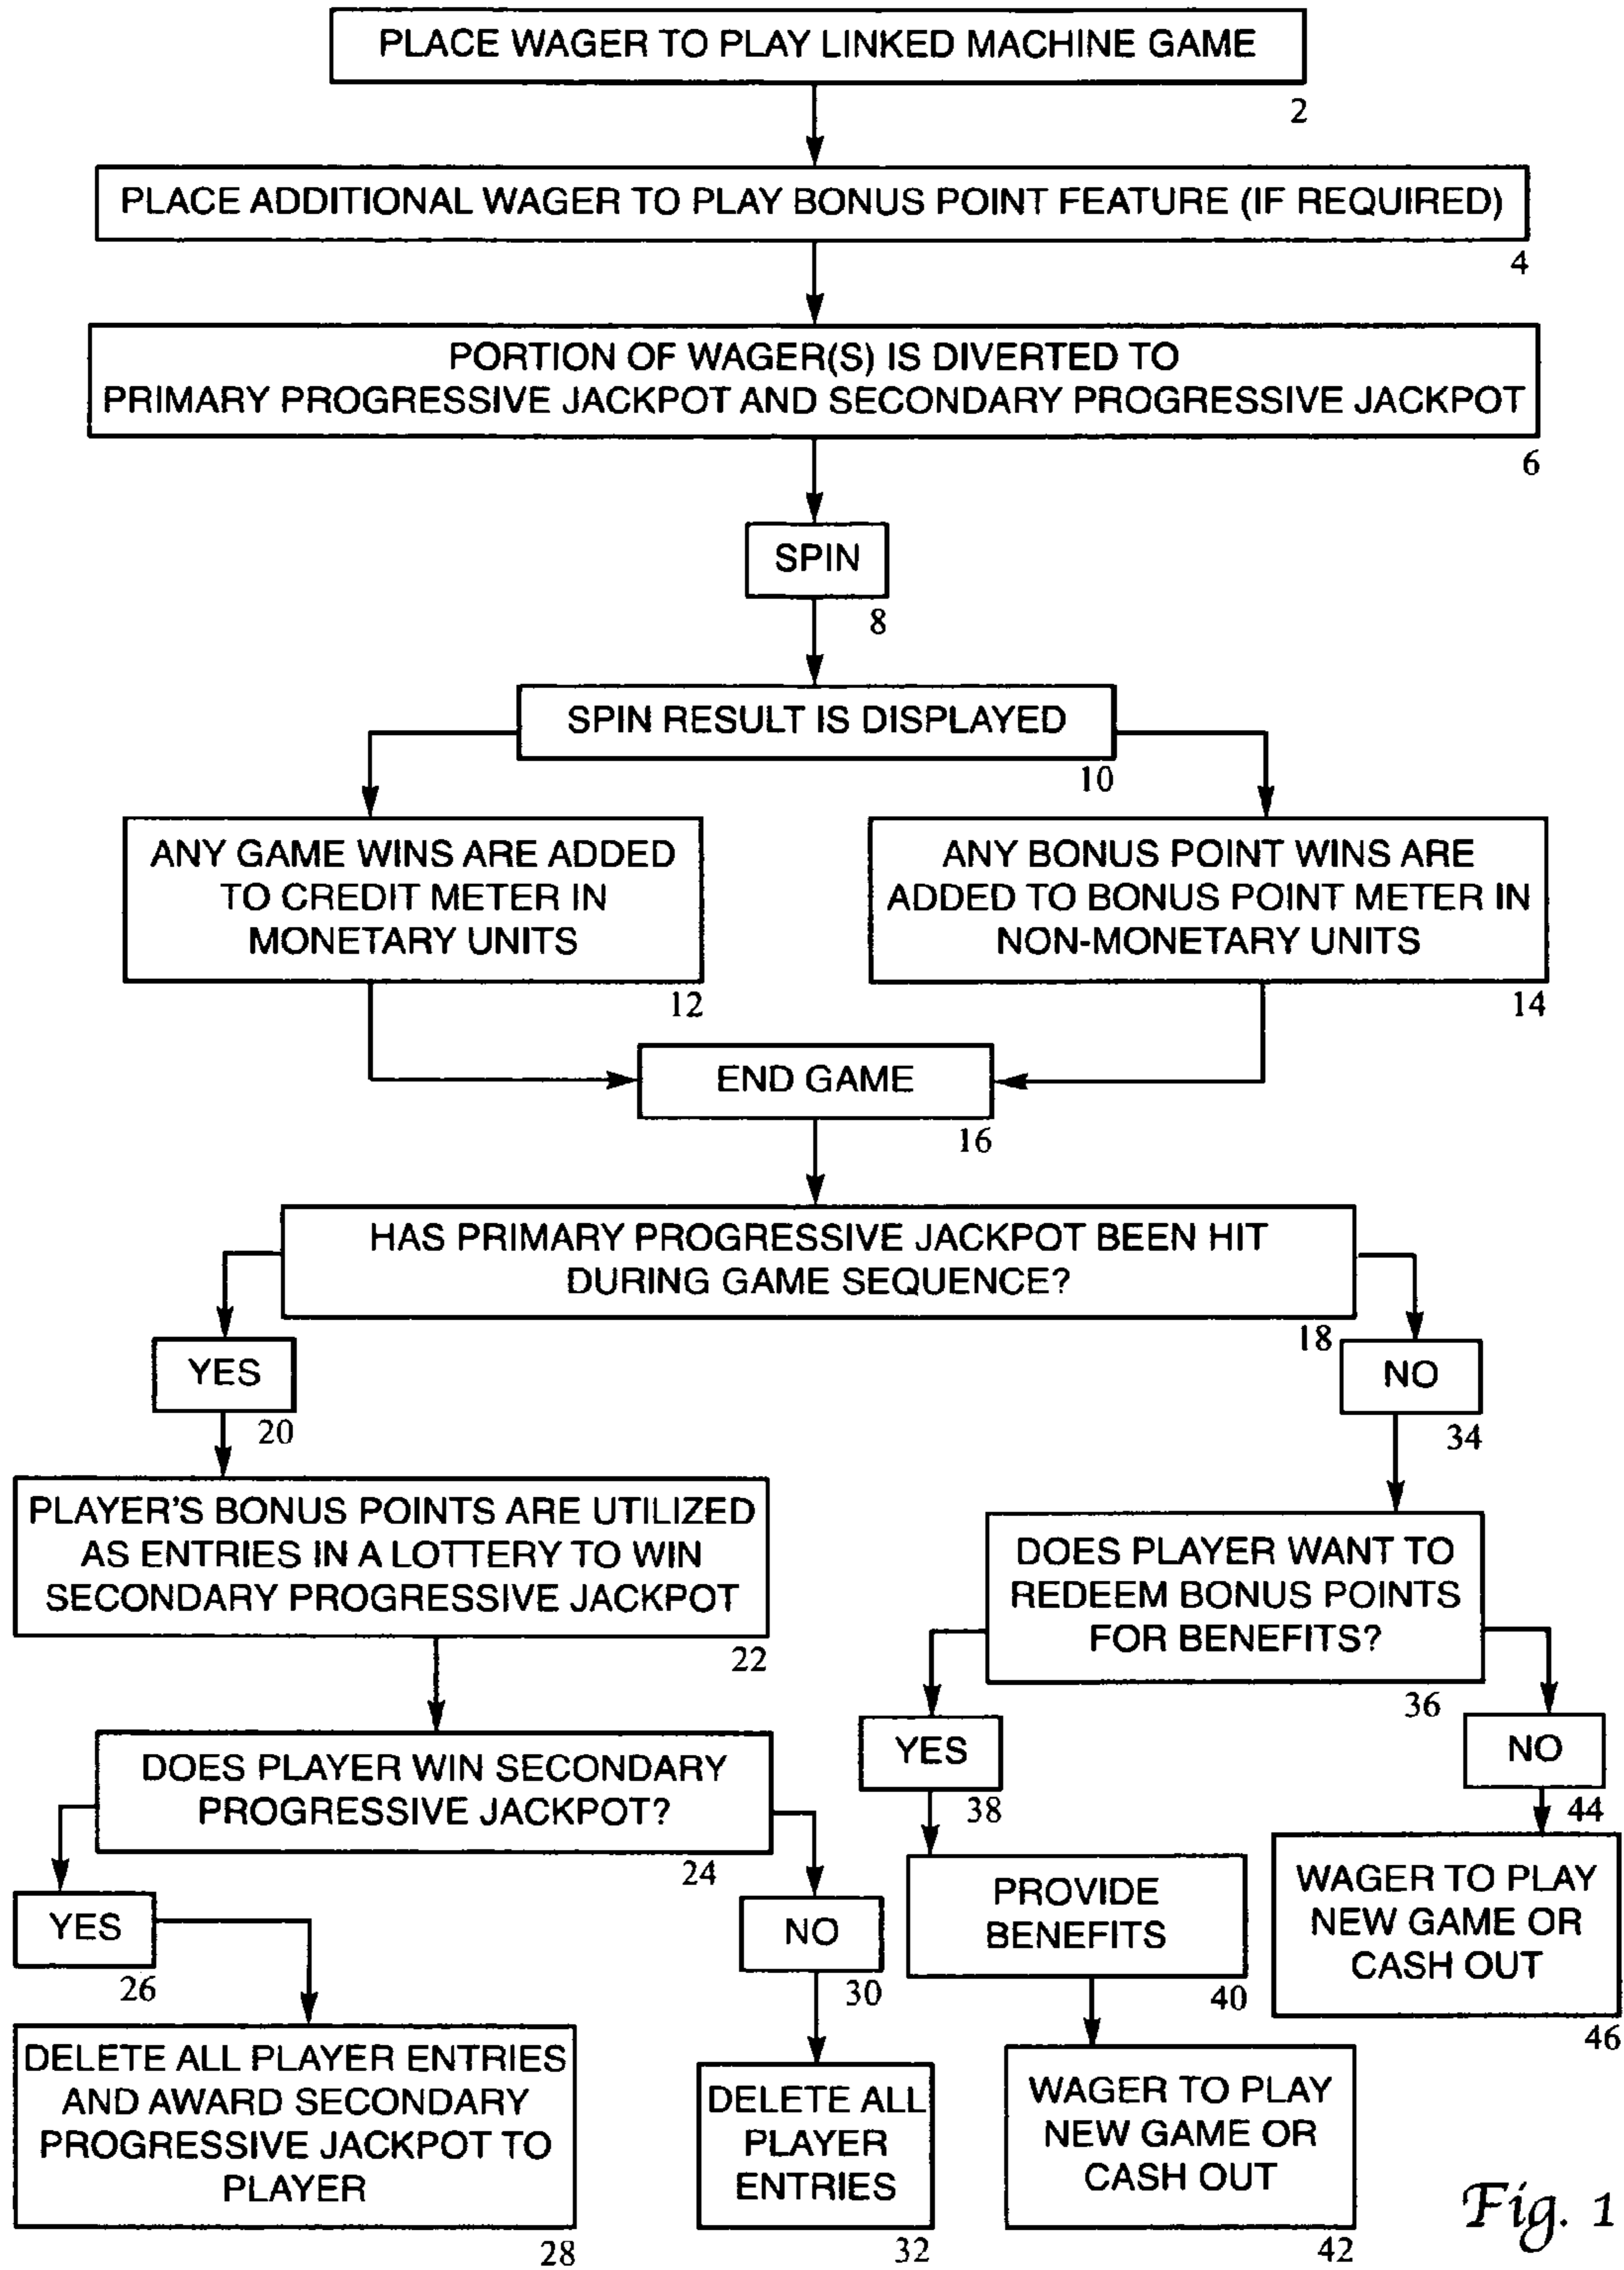 PLACE WAGER TO PLAY LINKED MACHINE GAME
2
PLACE ADDITIONAL WAGER TO PLAY BONUS POINT FEATURE (IF REQUIRED)
4
PORTION OF WAGER(S) IS DIVERTED TO
PRIMARY PROGRESSIVE JACKPOT AND SECONDARY PROGRESSIVE JACKPOT
6
SPIN
8
SPIN RESULT IS DISPLAYED
10
ANY GAME WINS ARE ADDED
TO CREDIT METER IN
MONETARY UNITS
12
ANY BONUS POINT WINS ARE
ADDED TO BONUS POINT METER IN
NON-MONETARY UNITS
14
END GAME
16
HAS PRIMARY PROGRESSIVE JACKPOT BEEN HIT
DURING GAME SEQUENCE?
18
YES
20
PLAYER'S BONUS POINTS ARE UTILIZED
AS ENTRIES IN A LOTTERY TO WIN
SECONDARY PROGRESSIVE JACKPOT
22
DOES PLAYER WIN SECONDARY
PROGRESSIVE JACKPOT?
24
YES
26
DELETE ALL PLAYER ENTRIES
AND AWARD SECONDARY
PROGRESSIVE JACKPOT TO
PLAYER
28
NO
30
DELETE ALL
PLAYER
ENTRIES
32
NO
34
DOES PLAYER WANT TO
REDEEM BONUS POINTS
FOR BENEFITS?
36
YES
38
PROVIDE
BENEFITS
40
WAGER TO PLAY
NEW GAME OR
CASH OUT
42
NO
44
WAGER TO PLAY
NEW GAME OR
CASH OUT
46
Fig. 1